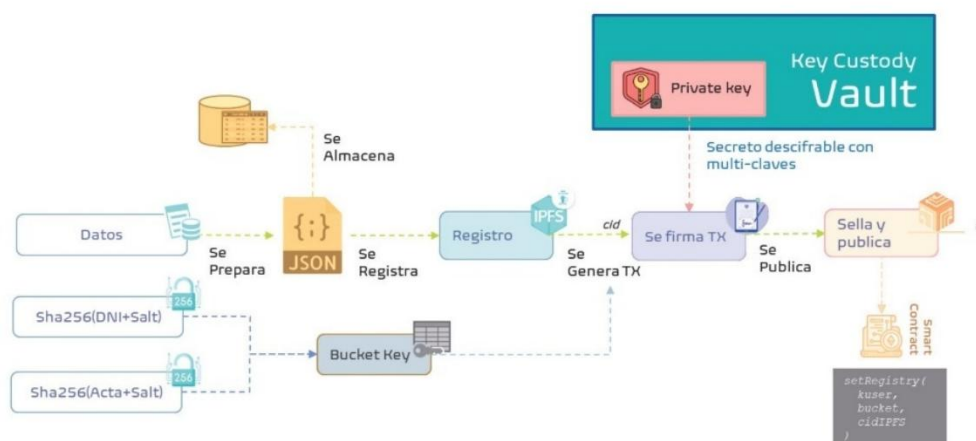 Key Custody
Vault
Private key
Secreto descifrable con
multi-claves
Se
Almacena
Datos
Se
Prepara
{;}
JSON
Se
Registra
Registro
IPFS
cid
Se
Genera TX
Se firma TX
Se
Publica
Sella y
publica
Sha256(DNI+Salt)
256
Bucket Key
Sha256(Acta+Salt)
256
Smart
Contract
setRegistry(
kuser,
bucket,
cidIPFS
)